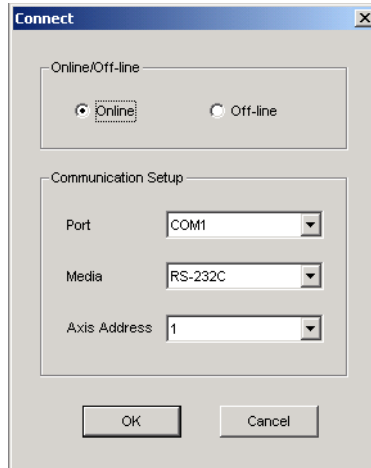 Connect
Online/Off-line
Online Off-line
Communication Setup
Port COM1
Media RS-232C
Axis Address 1
OK Cancel